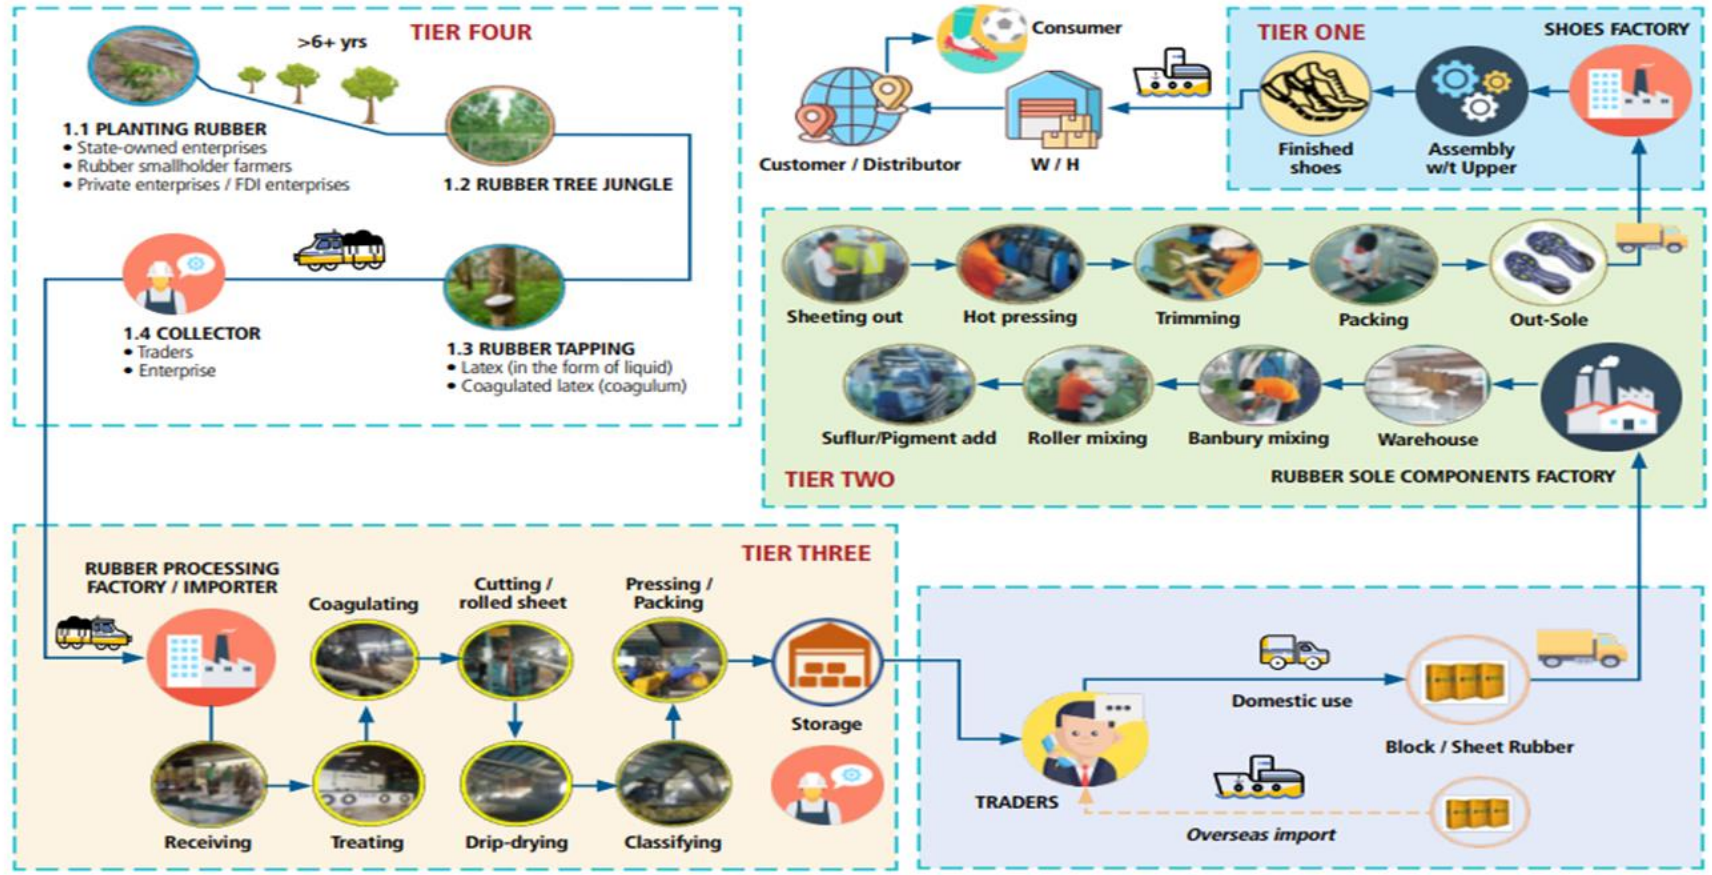 TIER FOUR
>6+ yrs
1.1 PLANTING RUBBER
• State-owned enterprises
• Rubber smallholder farmers
• Private enterprises / FDI enterprises
1.2 RUBBER TREE JUNGLE
1.3 RUBBER TAPPING
• Latex (in the form of liquid)
• Coagulated latex (coagulum)
1.4 COLLECTOR
• Traders
• Enterprise
TIER THREE
RUBBER PROCESSING
FACTORY / IMPORTER
Receiving
Treating
Coagulating
Cutting /
rolled sheet
Drip-drying
Classifying
Pressing /
Packing
Storage
TRADERS
Domestic use
Block / Sheet Rubber
Overseas import
TIER TWO
RUBBER SOLE COMPONENTS FACTORY
Warehouse
Banbury mixing
Roller mixing
Suflur/Pigment add
Sheeting out
Hot pressing
Trimming
Packing
Out-Sole
TIER ONE
SHOES FACTORY
Assembly
w/t Upper
Finished
shoes
W / H
Customer / Distributor
Consumer